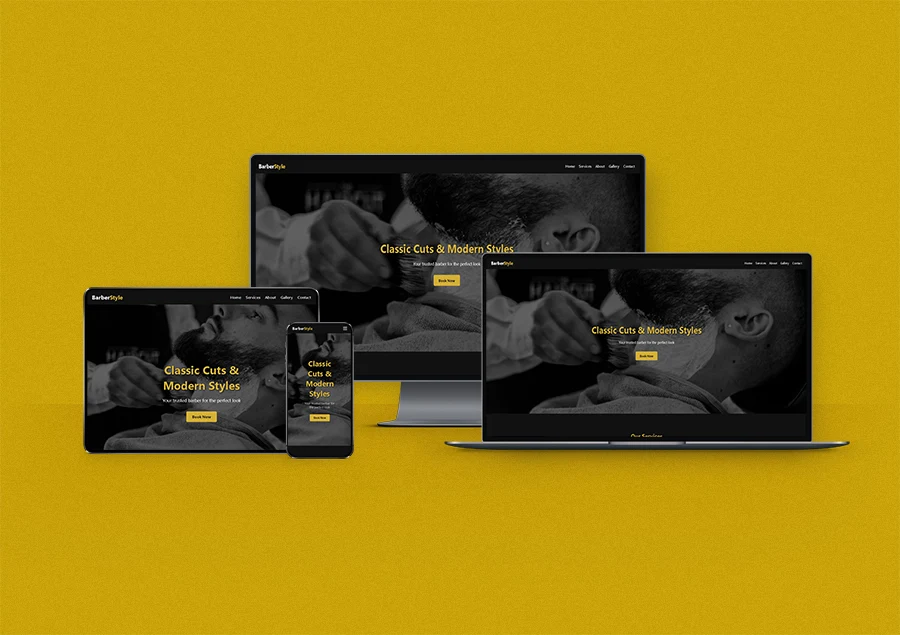 BarberStyle
Home Services About Gallery Contact
Classic Cuts & Modern Styles
Your trusted barber for the perfect look
Book Now
BarberStyle
Home Services About Gallery Contact
Classic Cuts & Modern Styles
Your trusted barber for the perfect look
Book Now
Our Services
BarberStyle
Home Services About Gallery Contact
Classic Cuts &
Modern Styles
Your trusted barber for the perfect look
Book Now
BarberStyle
Classic
Cuts &
Modern
Styles
Your trusted barber for
the perfect look
Book Now